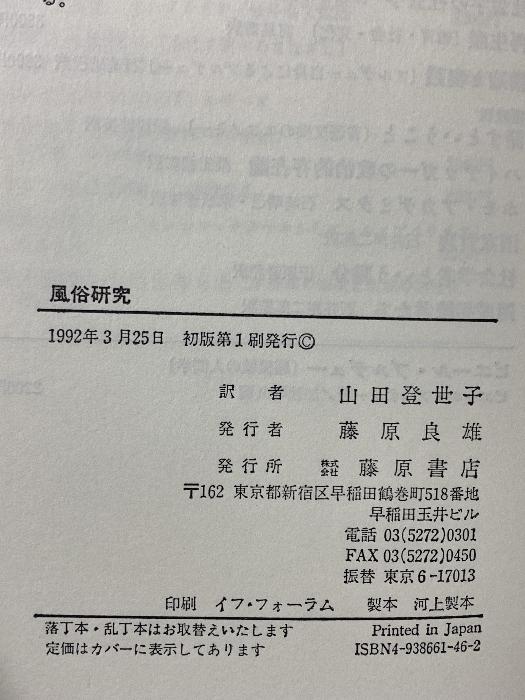 る。
風俗研究
1992年3月25日 初版第1刷発行©
訳者 山田登世子
発行者 藤原良雄
発行所 株式会社 藤原書店
〒162 東京都新宿区早稲田鶴巻町518番地
早稲田玉井ビル
電話 03(5272)0301
FAX 03(5272)0450
振替 東京6-17013
印刷 イフ・フォーラム 製本 河上製本
落丁本・乱丁本はお取替えいたします
定価はカバーに表示してあります
Printed in Japan
ISBN4-938661-46-2